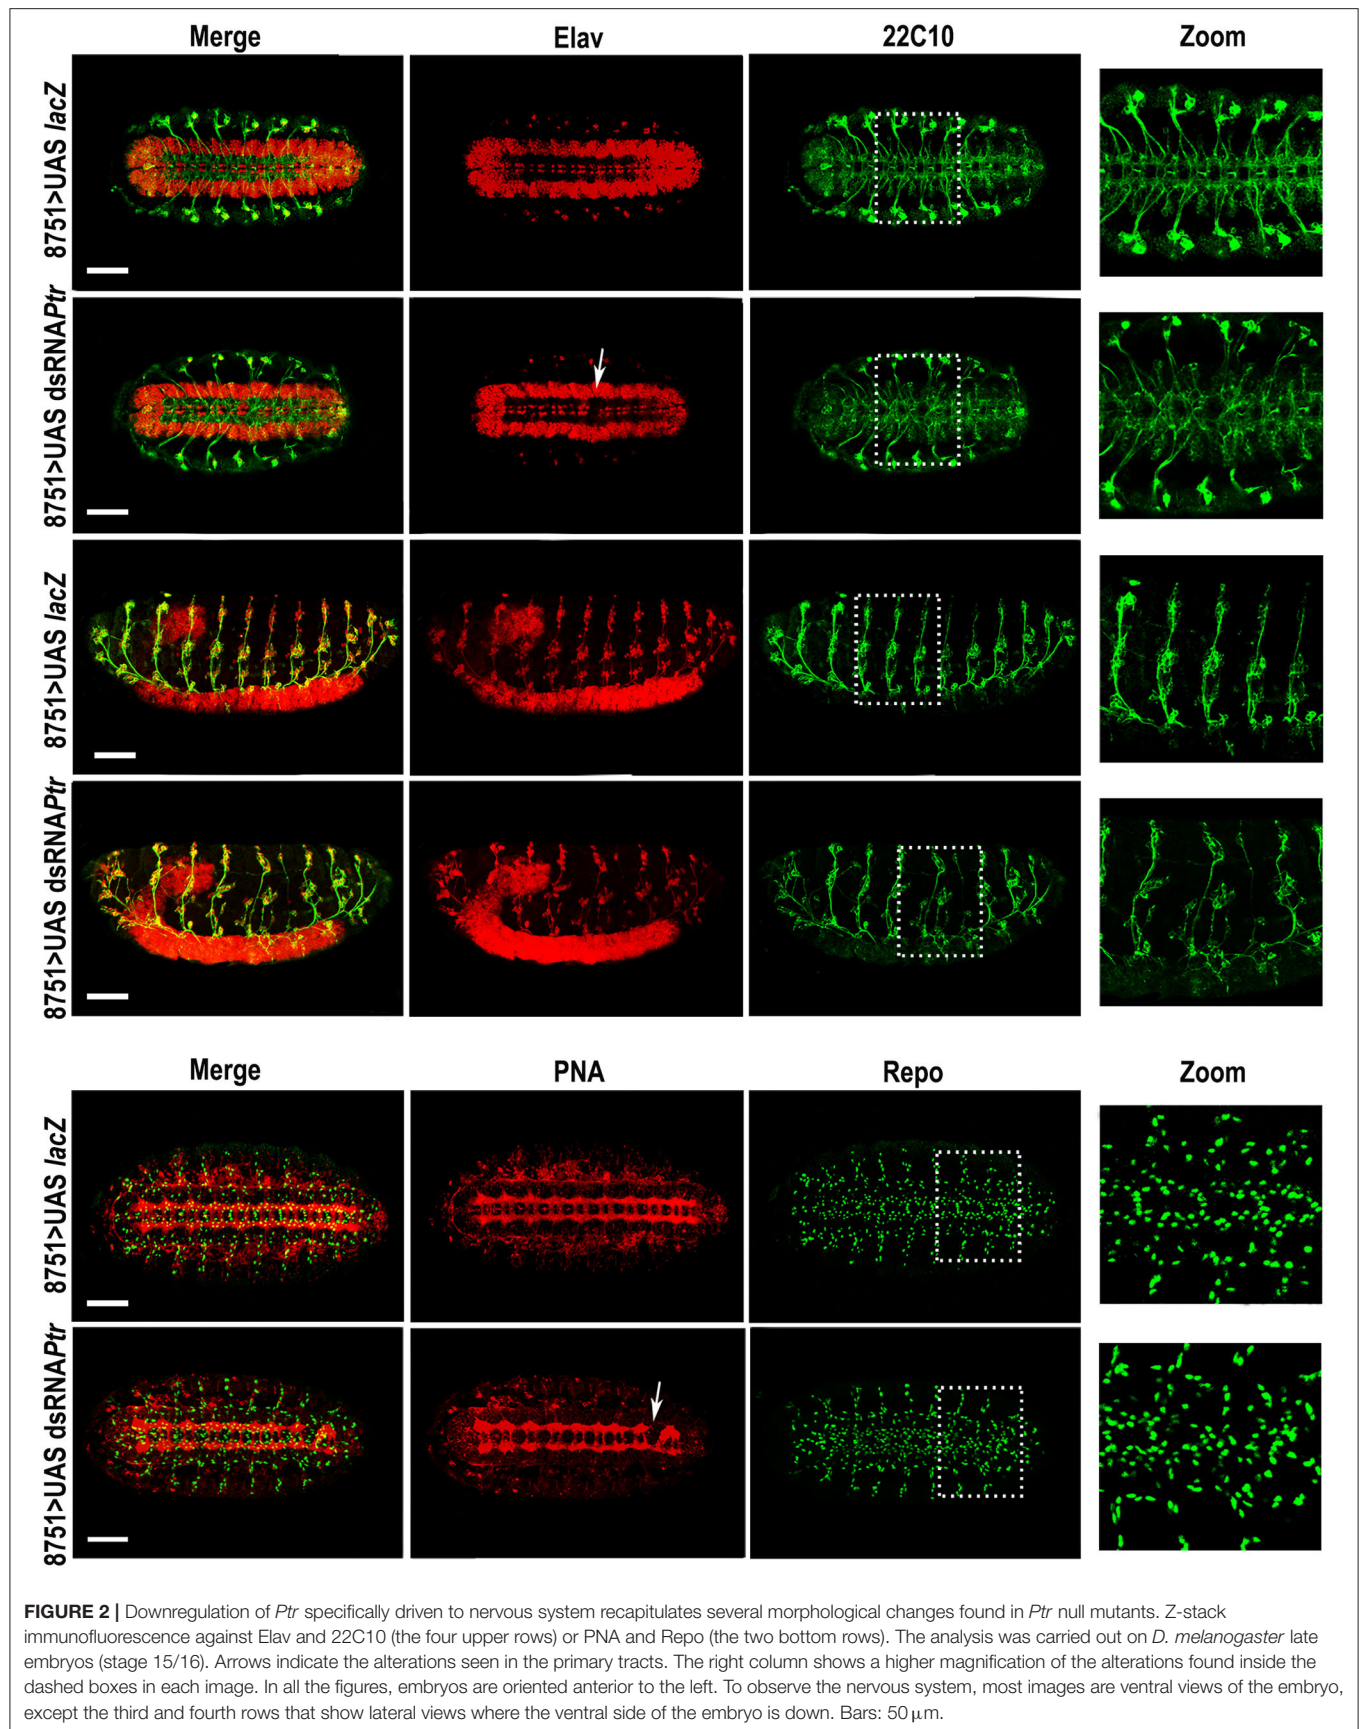 Merge Elav 22C10 Zoom
8751>UAS lacZ
8751>UAS dsRNAPtr
8751>UAS lacZ
8751>UAS dsRNAPtr
Merge PNA Repo Zoom
8751>UAS lacZ
8751>UAS dsRNAPtr
FIGURE 2 | Downregulation of Ptr specifically driven to nervous system recapitulates several morphological changes found in Ptr null mutants. Z-stack
immunofluorescence against Elav and 22C10 (the four upper rows) or PNA and Repo (the two bottom rows). The analysis was carried out on D. melanogaster late
embryos (stage 15/16). Arrows indicate the alterations seen in the primary tracts. The right column shows a higher magnification of the alterations found inside the
dashed boxes in each image. In all the figures, embryos are oriented anterior to the left. To observe the nervous system, most images are ventral views of the embryo,
except the third and fourth rows that show lateral views where the ventral side of the embryo is down. Bars: 50 μm.